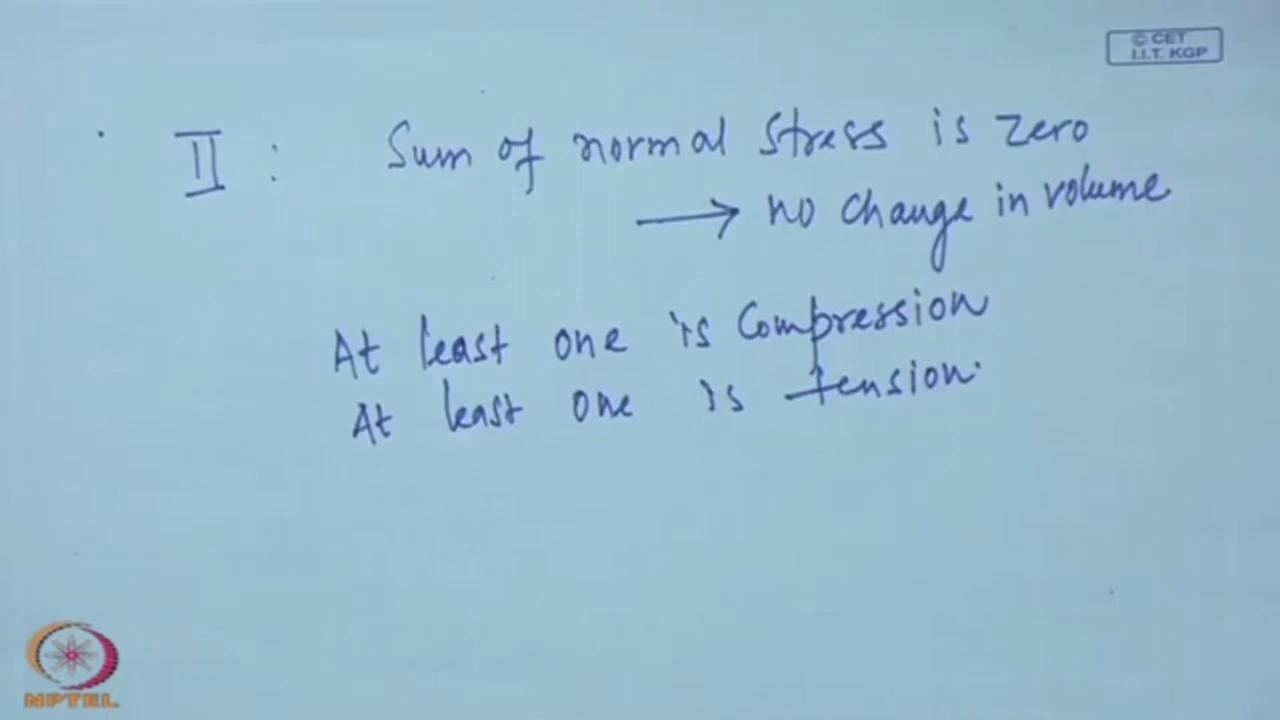 © CET
I.I.T. KGP
II : Sum of normal stress is zero
→ no change in volume
At least one is compression
At least one is tension.
NPTEL